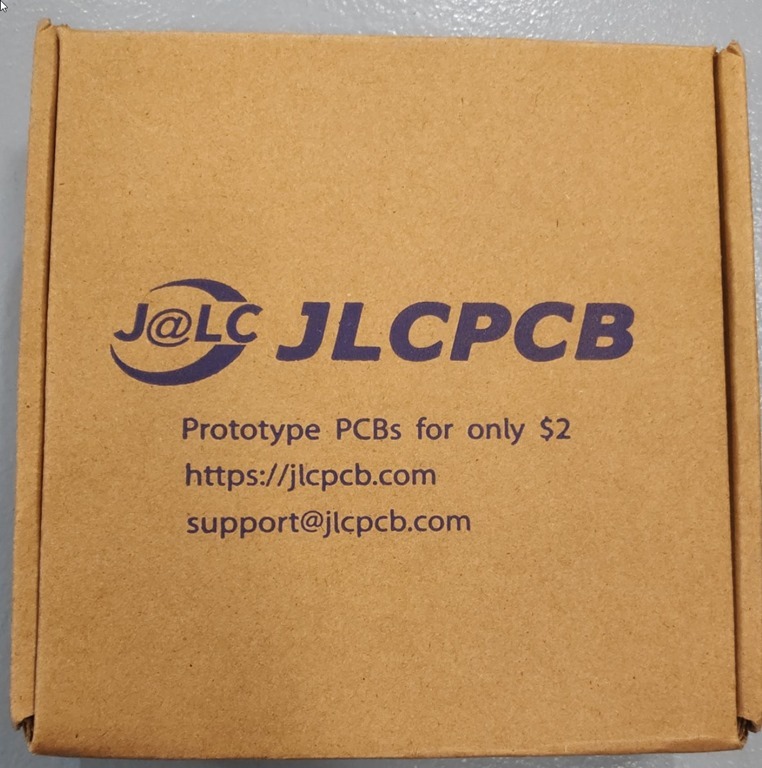 J@LC JLCPCB
Prototype PCBs for only $2
https://jlcpcb.com
support@jlcpcb.com